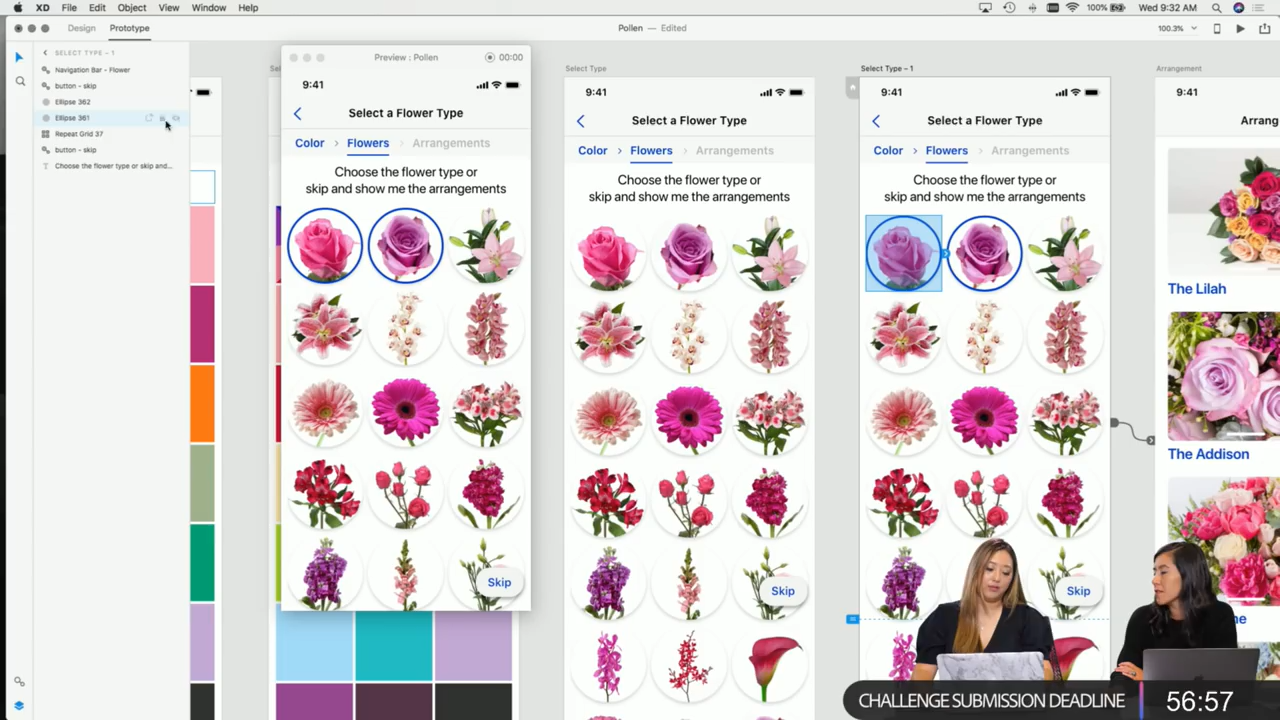 XD File Edit Object View Window Help
100% Wed 9:32 AM
Design Prototype
Pollen — Edited
100.3%
SELECT TYPE – 1
Navigation Bar - Flower
button - skip
Ellipse 362
Ellipse 361
Repeat Grid 37
button - skip
Choose the flower type or skip and...
Preview : Pollen
00:00
9:41
Select a Flower Type
Color > Flowers > Arrangements
Choose the flower type or
skip and show me the arrangements
Skip
Select Type
9:41
Select a Flower Type
Color > Flowers > Arrangements
Choose the flower type or
skip and show me the arrangements
Skip
Select Type – 1
9:41
Select a Flower Type
Color > Flowers > Arrangements
Choose the flower type or
skip and show me the arrangements
Skip
Arrangement
9:41
Arrang
The Lilah
The Addison
CHALLENGE SUBMISSION DEADLINE
56:57